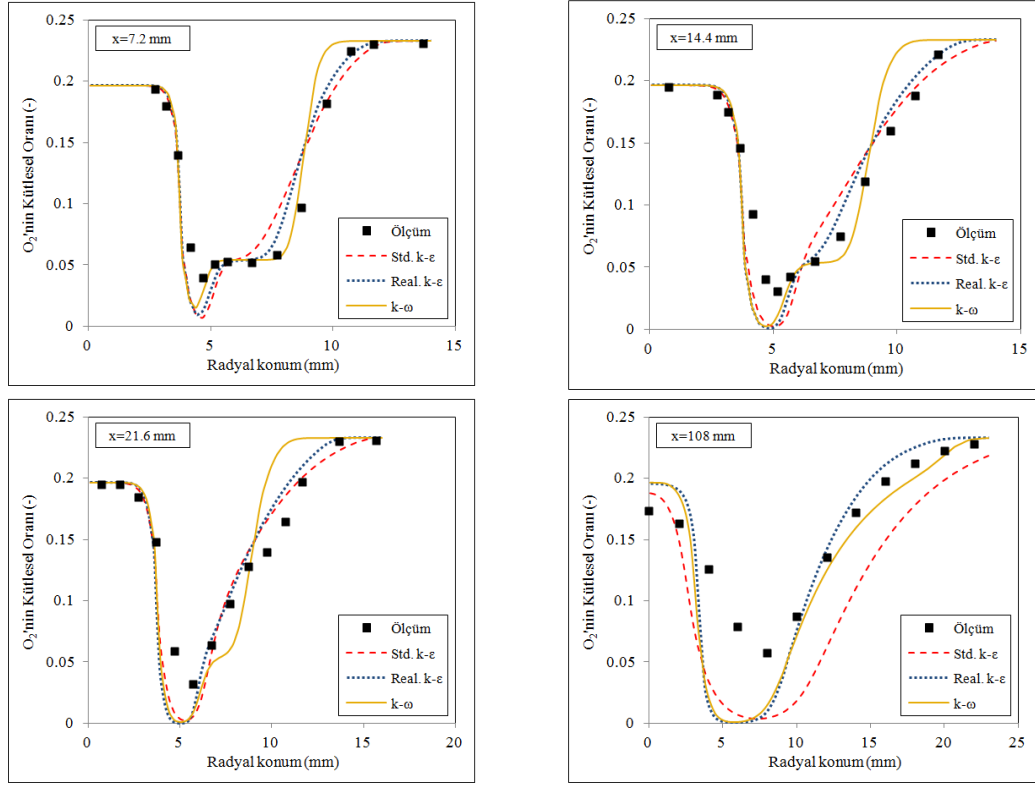 x=7.2 mm
O2'nin Kütlesel Oranı (-)
0.25
0.2
0.15
0.1
0.05
0
0
5
10
15
Radyal konum (mm)
Ölçüm
Std. k-ε
Real. k-ε
k-ω
x=14.4 mm
O2'nin Kütlesel Oranı (-)
0.25
0.2
0.15
0.1
0.05
0
0
5
10
15
Radyal konum (mm)
Ölçüm
Std. k-ε
Real. k-ε
k-ω
x=21.6 mm
O2'nin Kütlesel Oranı (-)
0.25
0.2
0.15
0.1
0.05
0
0
5
10
15
20
Radyal konum (mm)
Ölçüm
Std. k-ε
Real. k-ε
k-ω
x=108 mm
O2'nin Kütlesel Oranı (-)
0.25
0.2
0.15
0.1
0.05
0
0
5
10
15
20
25
Radyal konum (mm)
Ölçüm
Std. k-ε
Real. k-ε
k-ω